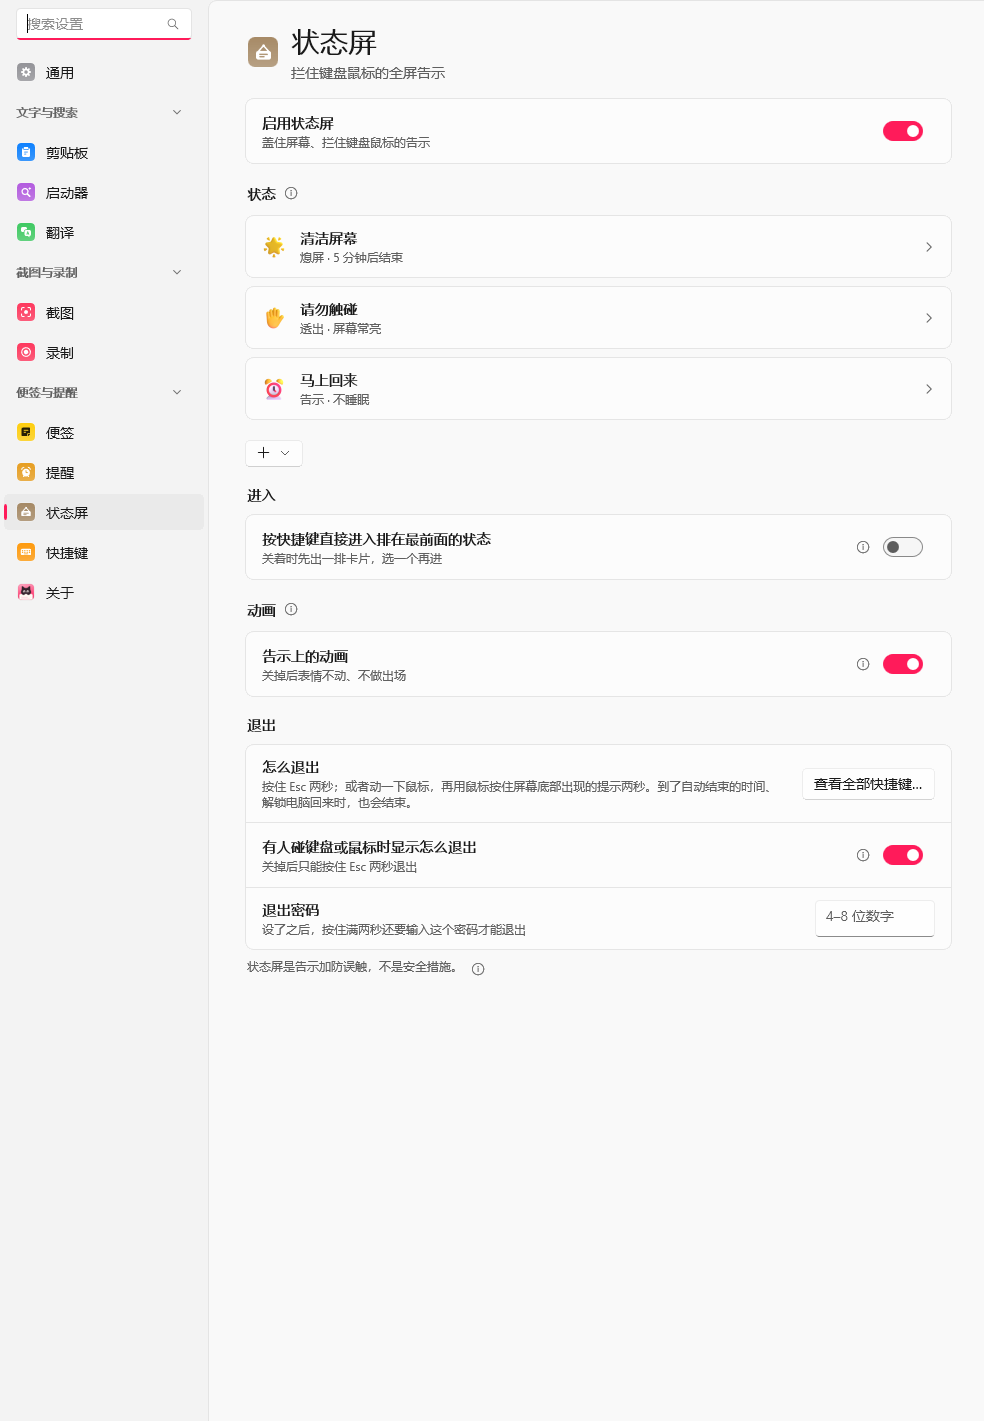 搜索设置
通用
文字与搜索
剪贴板
启动器
翻译
截图与录制
截图
录制
便签与提醒
便签
提醒
状态屏
快捷键
关于
状态屏
拦住键盘鼠标的全屏告示
启用状态屏
盖住屏幕、拦住键盘鼠标的告示
状态
清洁屏幕
熄屏 · 5 分钟后结束
请勿触碰
透出 · 屏幕常亮
马上回来
告示 · 不睡眠
进入
按快捷键直接进入排在最前面的状态
关着时先出一排卡片，选一个再进
动画
告示上的动画
关掉后表情不动、不做出场
退出
怎么退出
按住 Esc 两秒；或者动一下鼠标，再用鼠标按住屏幕底部出现的提示两秒。到了自动结束的时间、
解锁电脑回来时，也会结束。
查看全部快捷键...
有人碰键盘或鼠标时显示怎么退出
关掉后只能按住 Esc 两秒退出
退出密码
设了之后，按住满两秒还要输入这个密码才能退出
4–8 位数字
状态屏是告示加防误触，不是安全措施。